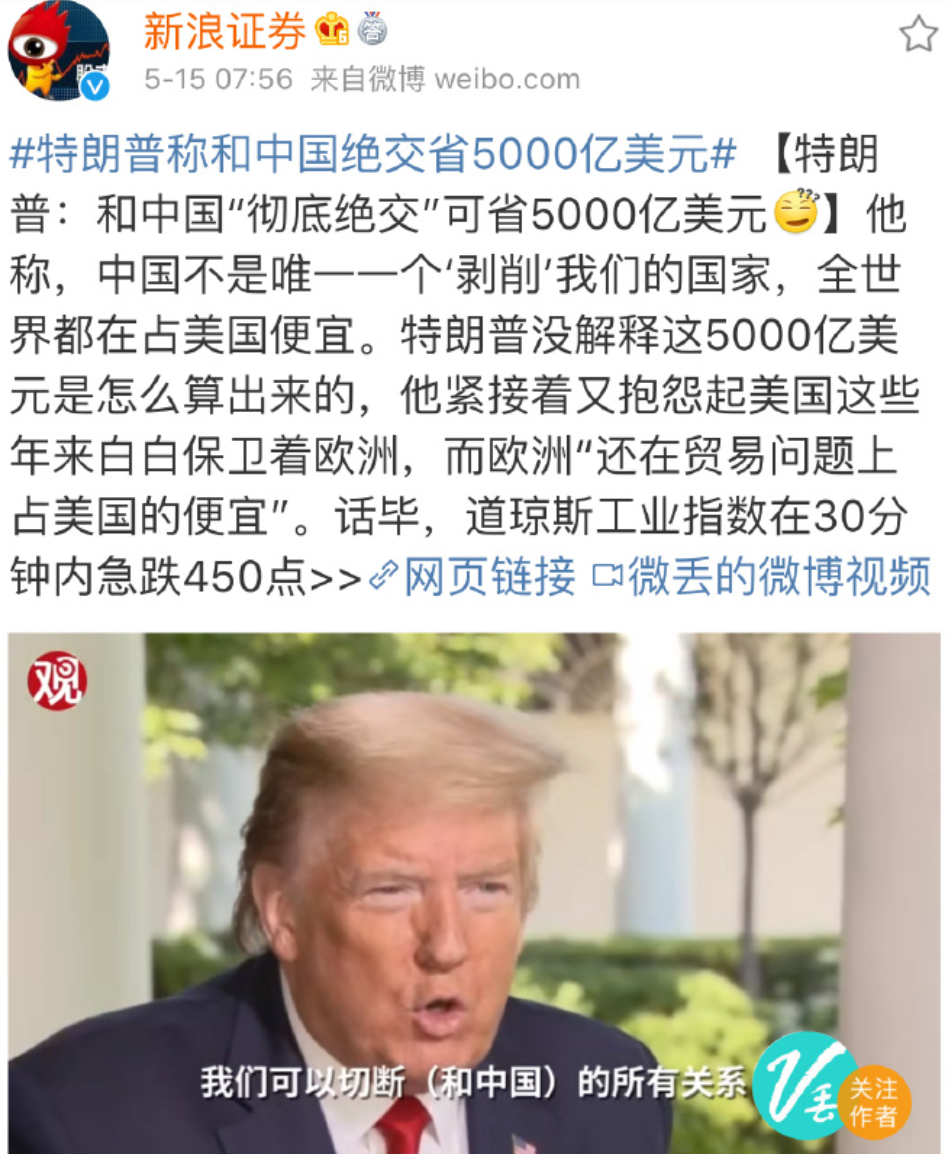 新浪证券
5-15 07:56 来自微博 weibo.com
#特朗普称和中国绝交省5000亿美元# 【特朗
普：和中国“彻底绝交”可省5000亿美元】他
称，中国不是唯一一个‘剥削’我们的国家，全世
界都在占美国便宜。特朗普没解释这5000亿美
元是怎么算出来的，他紧接着又抱怨起美国这些
年来白白保卫着欧洲，而欧洲“还在贸易问题上
占美国的便宜”。话毕，道琼斯工业指数在30分
钟内急跌450点>>网页链接 微丢的微博视频
观
我们可以切断（和中国）的所有关系
V丢
关注
作者